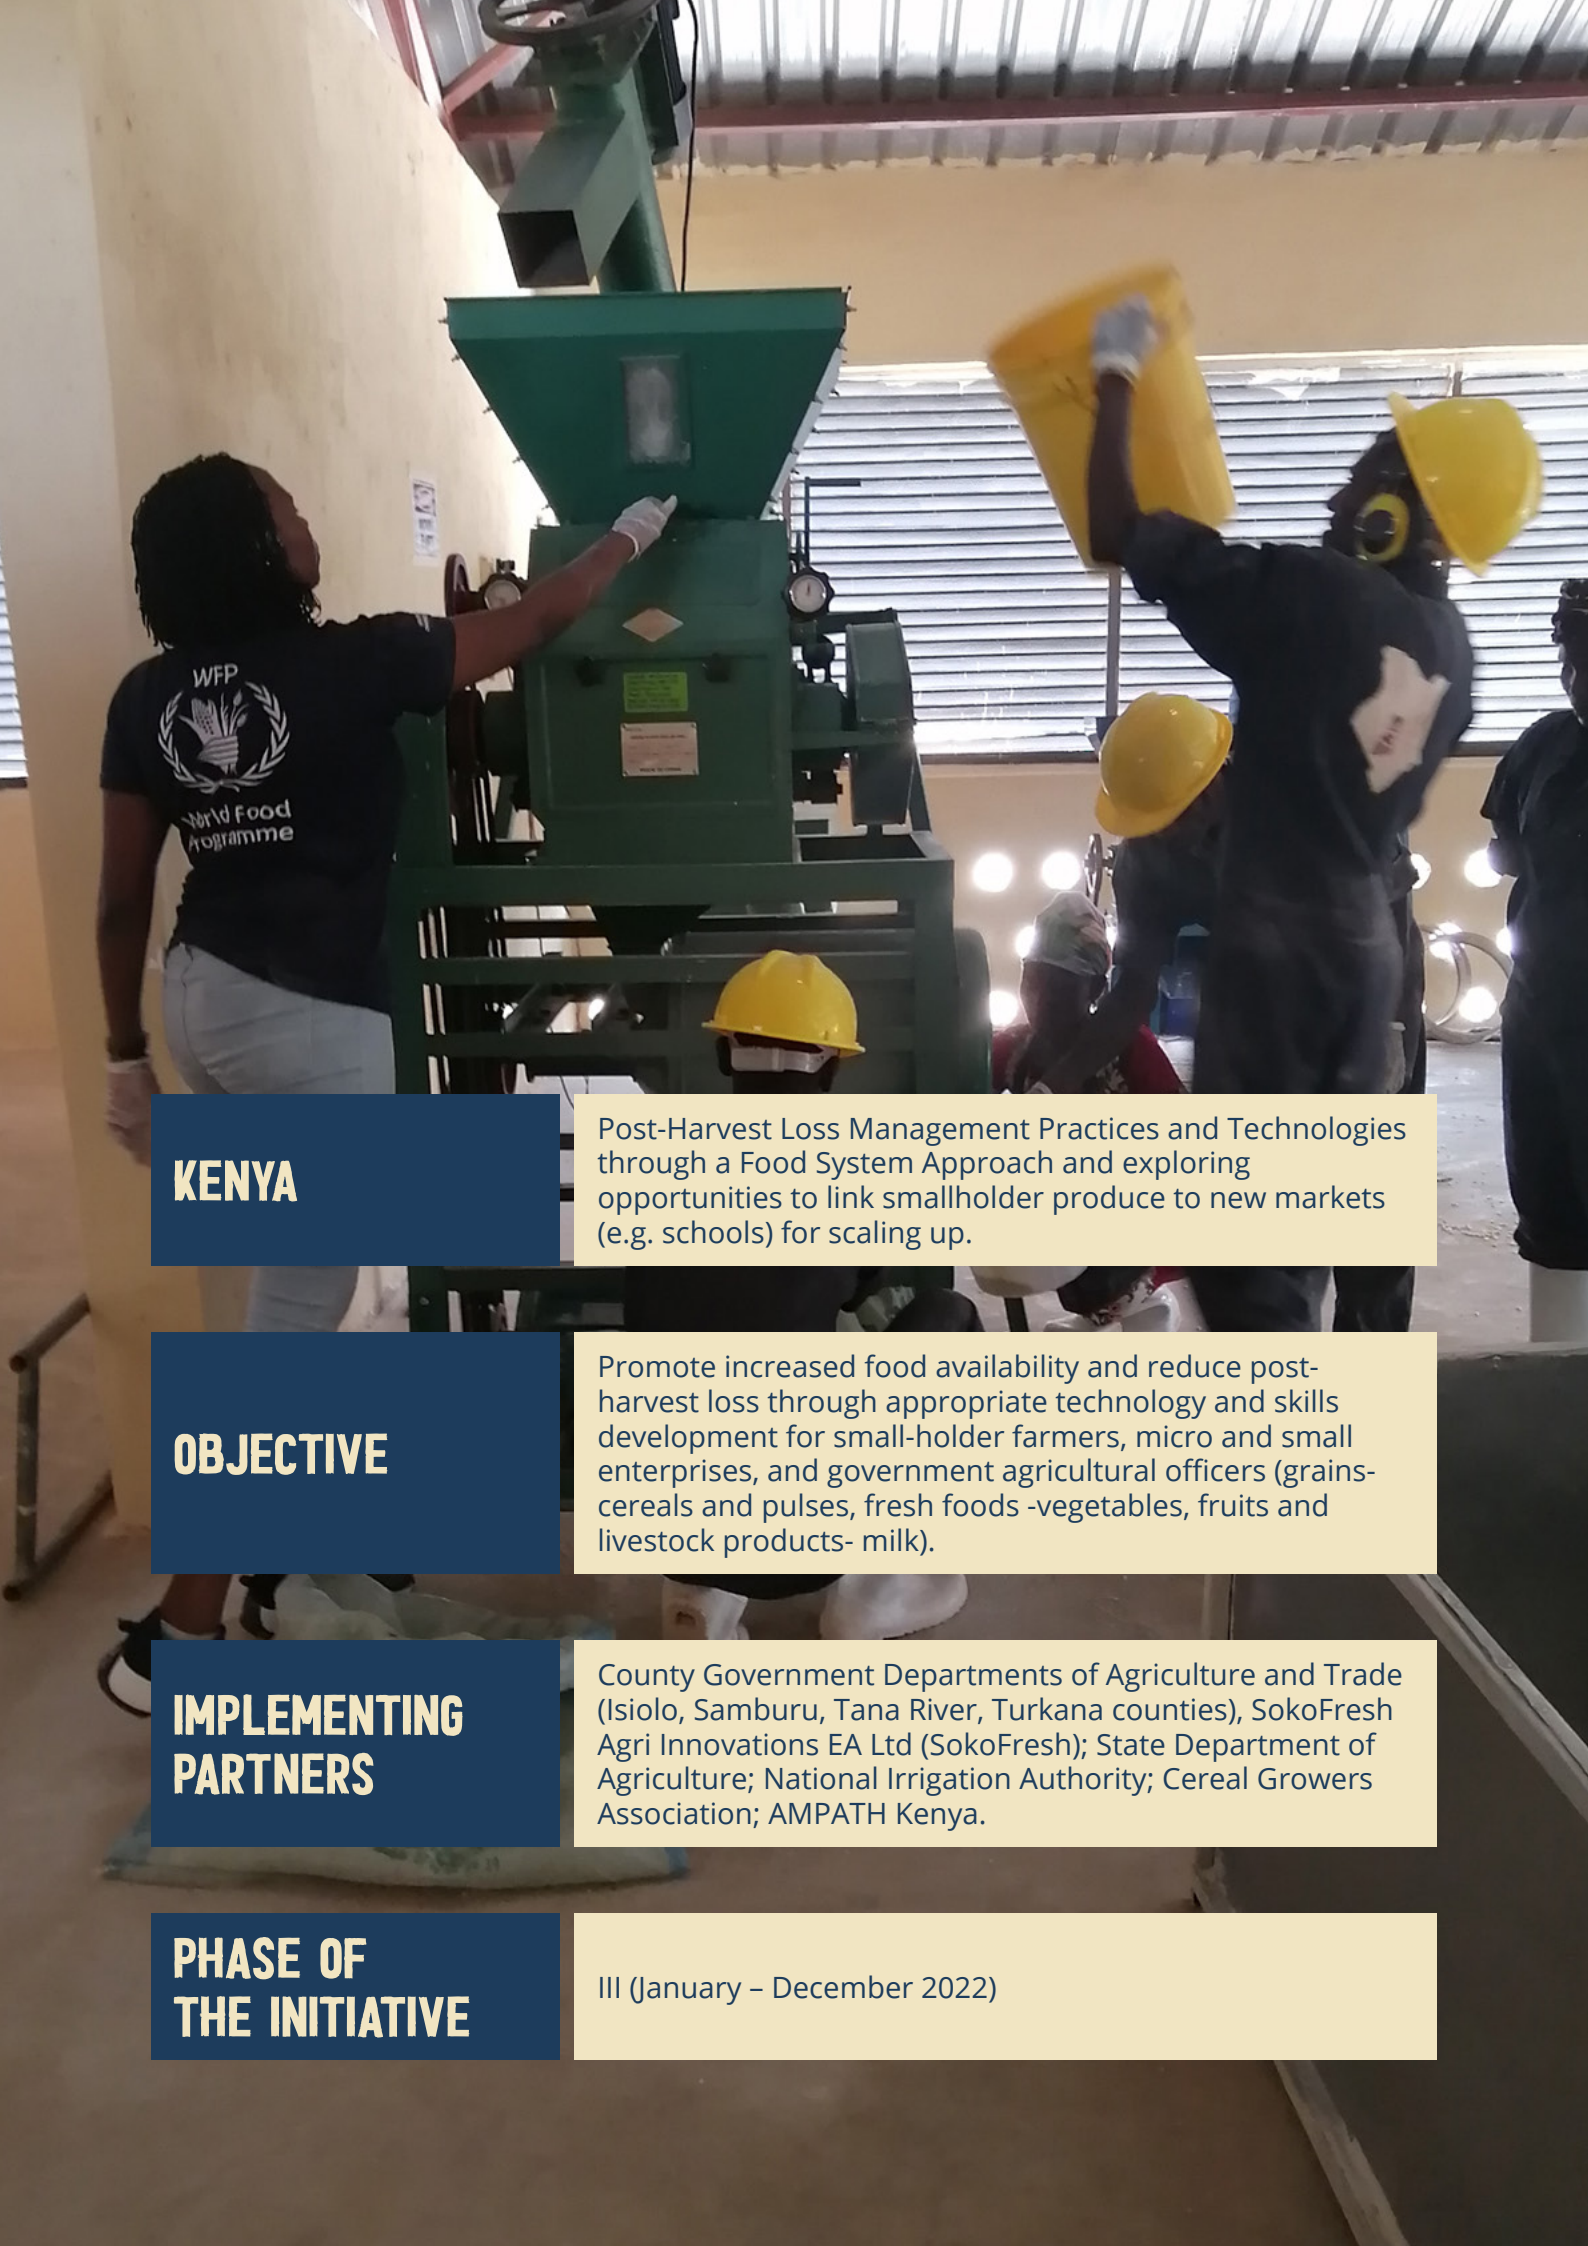 WFP
World Food
Programme
KENYA
Post-Harvest Loss Management Practices and Technologies
through a Food System Approach and exploring
opportunities to link smallholder produce to new markets
(e.g. schools) for scaling up.
OBJECTIVE
Promote increased food availability and reduce post-
harvest loss through appropriate technology and skills
development for small-holder farmers, micro and small
enterprises, and government agricultural officers (grains-
cereals and pulses, fresh foods -vegetables, fruits and
livestock products- milk).
IMPLEMENTING
PARTNERS
County Government Departments of Agriculture and Trade
(Isiolo, Samburu, Tana River, Turkana counties), SokoFresh
Agri Innovations EA Ltd (SokoFresh); State Department of
Agriculture; National Irrigation Authority; Cereal Growers
Association; AMPATH Kenya.
PHASE OF
THE INITIATIVE
III (January – December 2022)